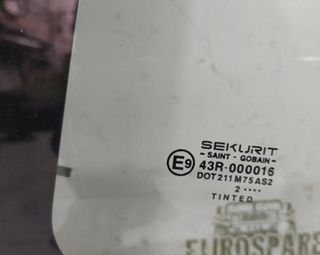 SEKURIT
- SAINT - GOBAIN -
E9 43R-000016
DOT211M75AS2
2 ····
TINTED
EUROSPARE